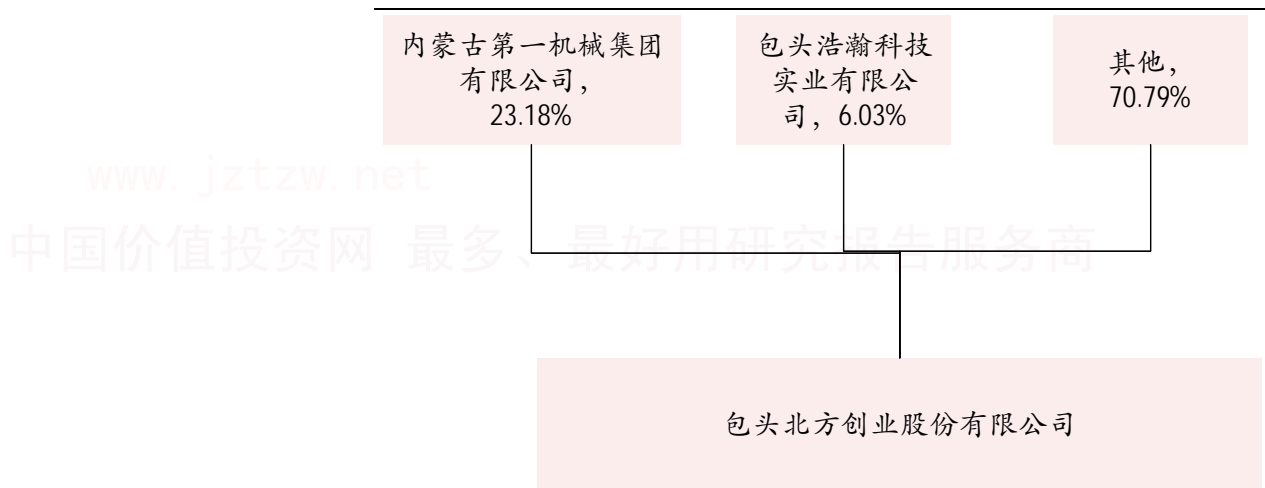 内蒙古第一机械集团
有限公司，
23.18%
包头浩瀚科技
实业有限公
司，6.03%
其他，
70.79%
www.jztzw.net
中国价值投资网 最多、最好用研究报告服务商
包头北方创业股份有限公司